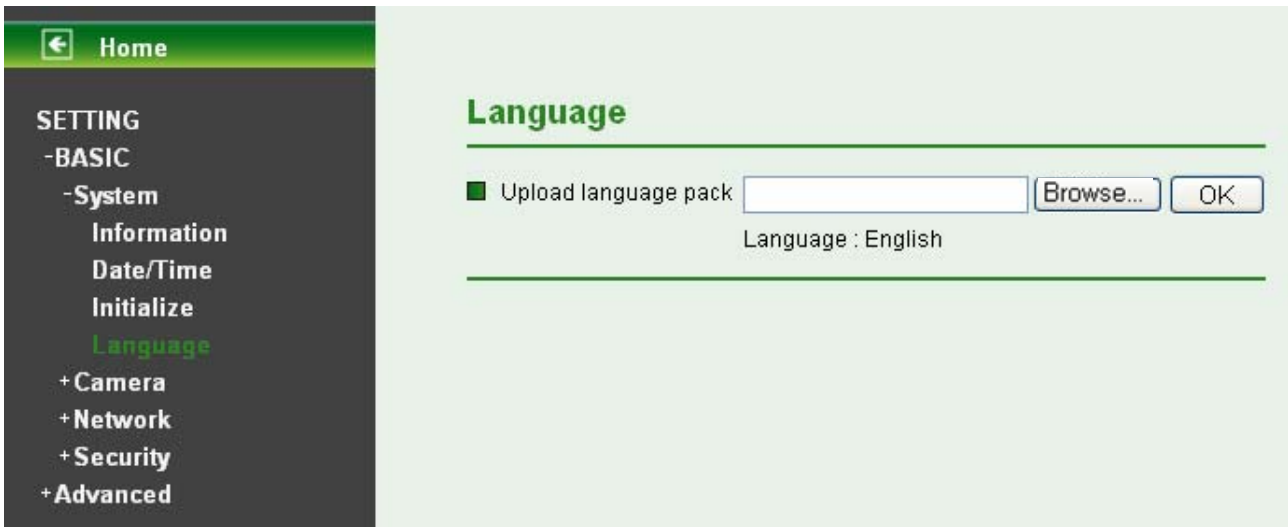 Home
SETTING
-BASIC
-System
Information
Date/Time
Initialize
Language
+Camera
+Network
+Security
+Advanced
Language
Upload language pack Browse... OK
Language : English